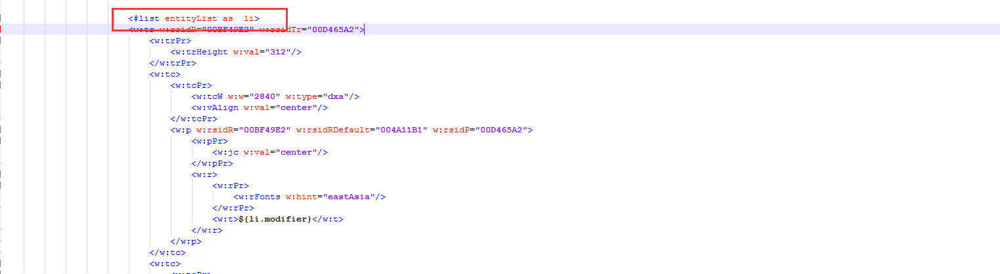 <#list entityList as  li>
<w:tr w:rsidR="00BF49E2" w:rsidTr="00D465A2">
<w:trPr>
<w:trHeight w:val="312"/>
</w:trPr>
<w:tc>
<w:tcPr>
<w:tcW w:w="2840" w:type="dxa"/>
<w:vAlign w:val="center"/>
</w:tcPr>
<w:p w:rsidR="00BF49E2" w:rsidRDefault="004A11B1" w:rsidP="00D465A2">
<w:pPr>
<w:jc w:val="center"/>
</w:pPr>
<w:r>
<w:rPr>
<w:rFonts w:hint="eastAsia"/>
</w:rPr>
<w:t>${li.modifier}</w:t>
</w:r>
</w:p>
</w:tc>
<w:tc>
<w:tcPr>